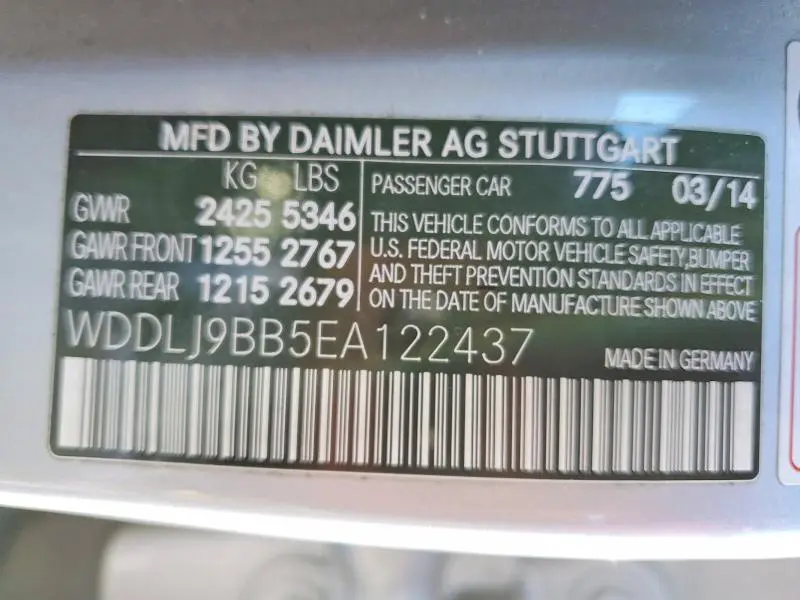 MFD BY DAIMLER AG STUTTGART
KG LBS
GVWR 2425 5346
GAWR FRONT 1255 2767
GAWR REAR 1215 2679
PASSENGER CAR 775 03/14
THIS VEHICLE CONFORMS TO ALL APPLICABLE
U.S. FEDERAL MOTOR VEHICLE SAFETY,BUMPER
AND THEFT PREVENTION STANDARDS IN EFFECT
ON THE DATE OF MANUFACTURE SHOWN ABOVE
WDDLJ9BB5EA122437
MADE IN GERMANY